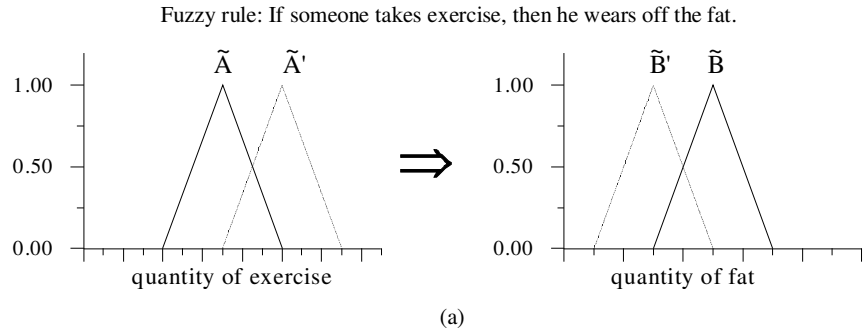 Fuzzy rule: If someone takes exercise, then he wears off the fat.
Ã Ã'
1.00
0.50
0.00
quantity of exercise
⇒
B̃' B̃
1.00
0.50
0.00
quantity of fat
(a)